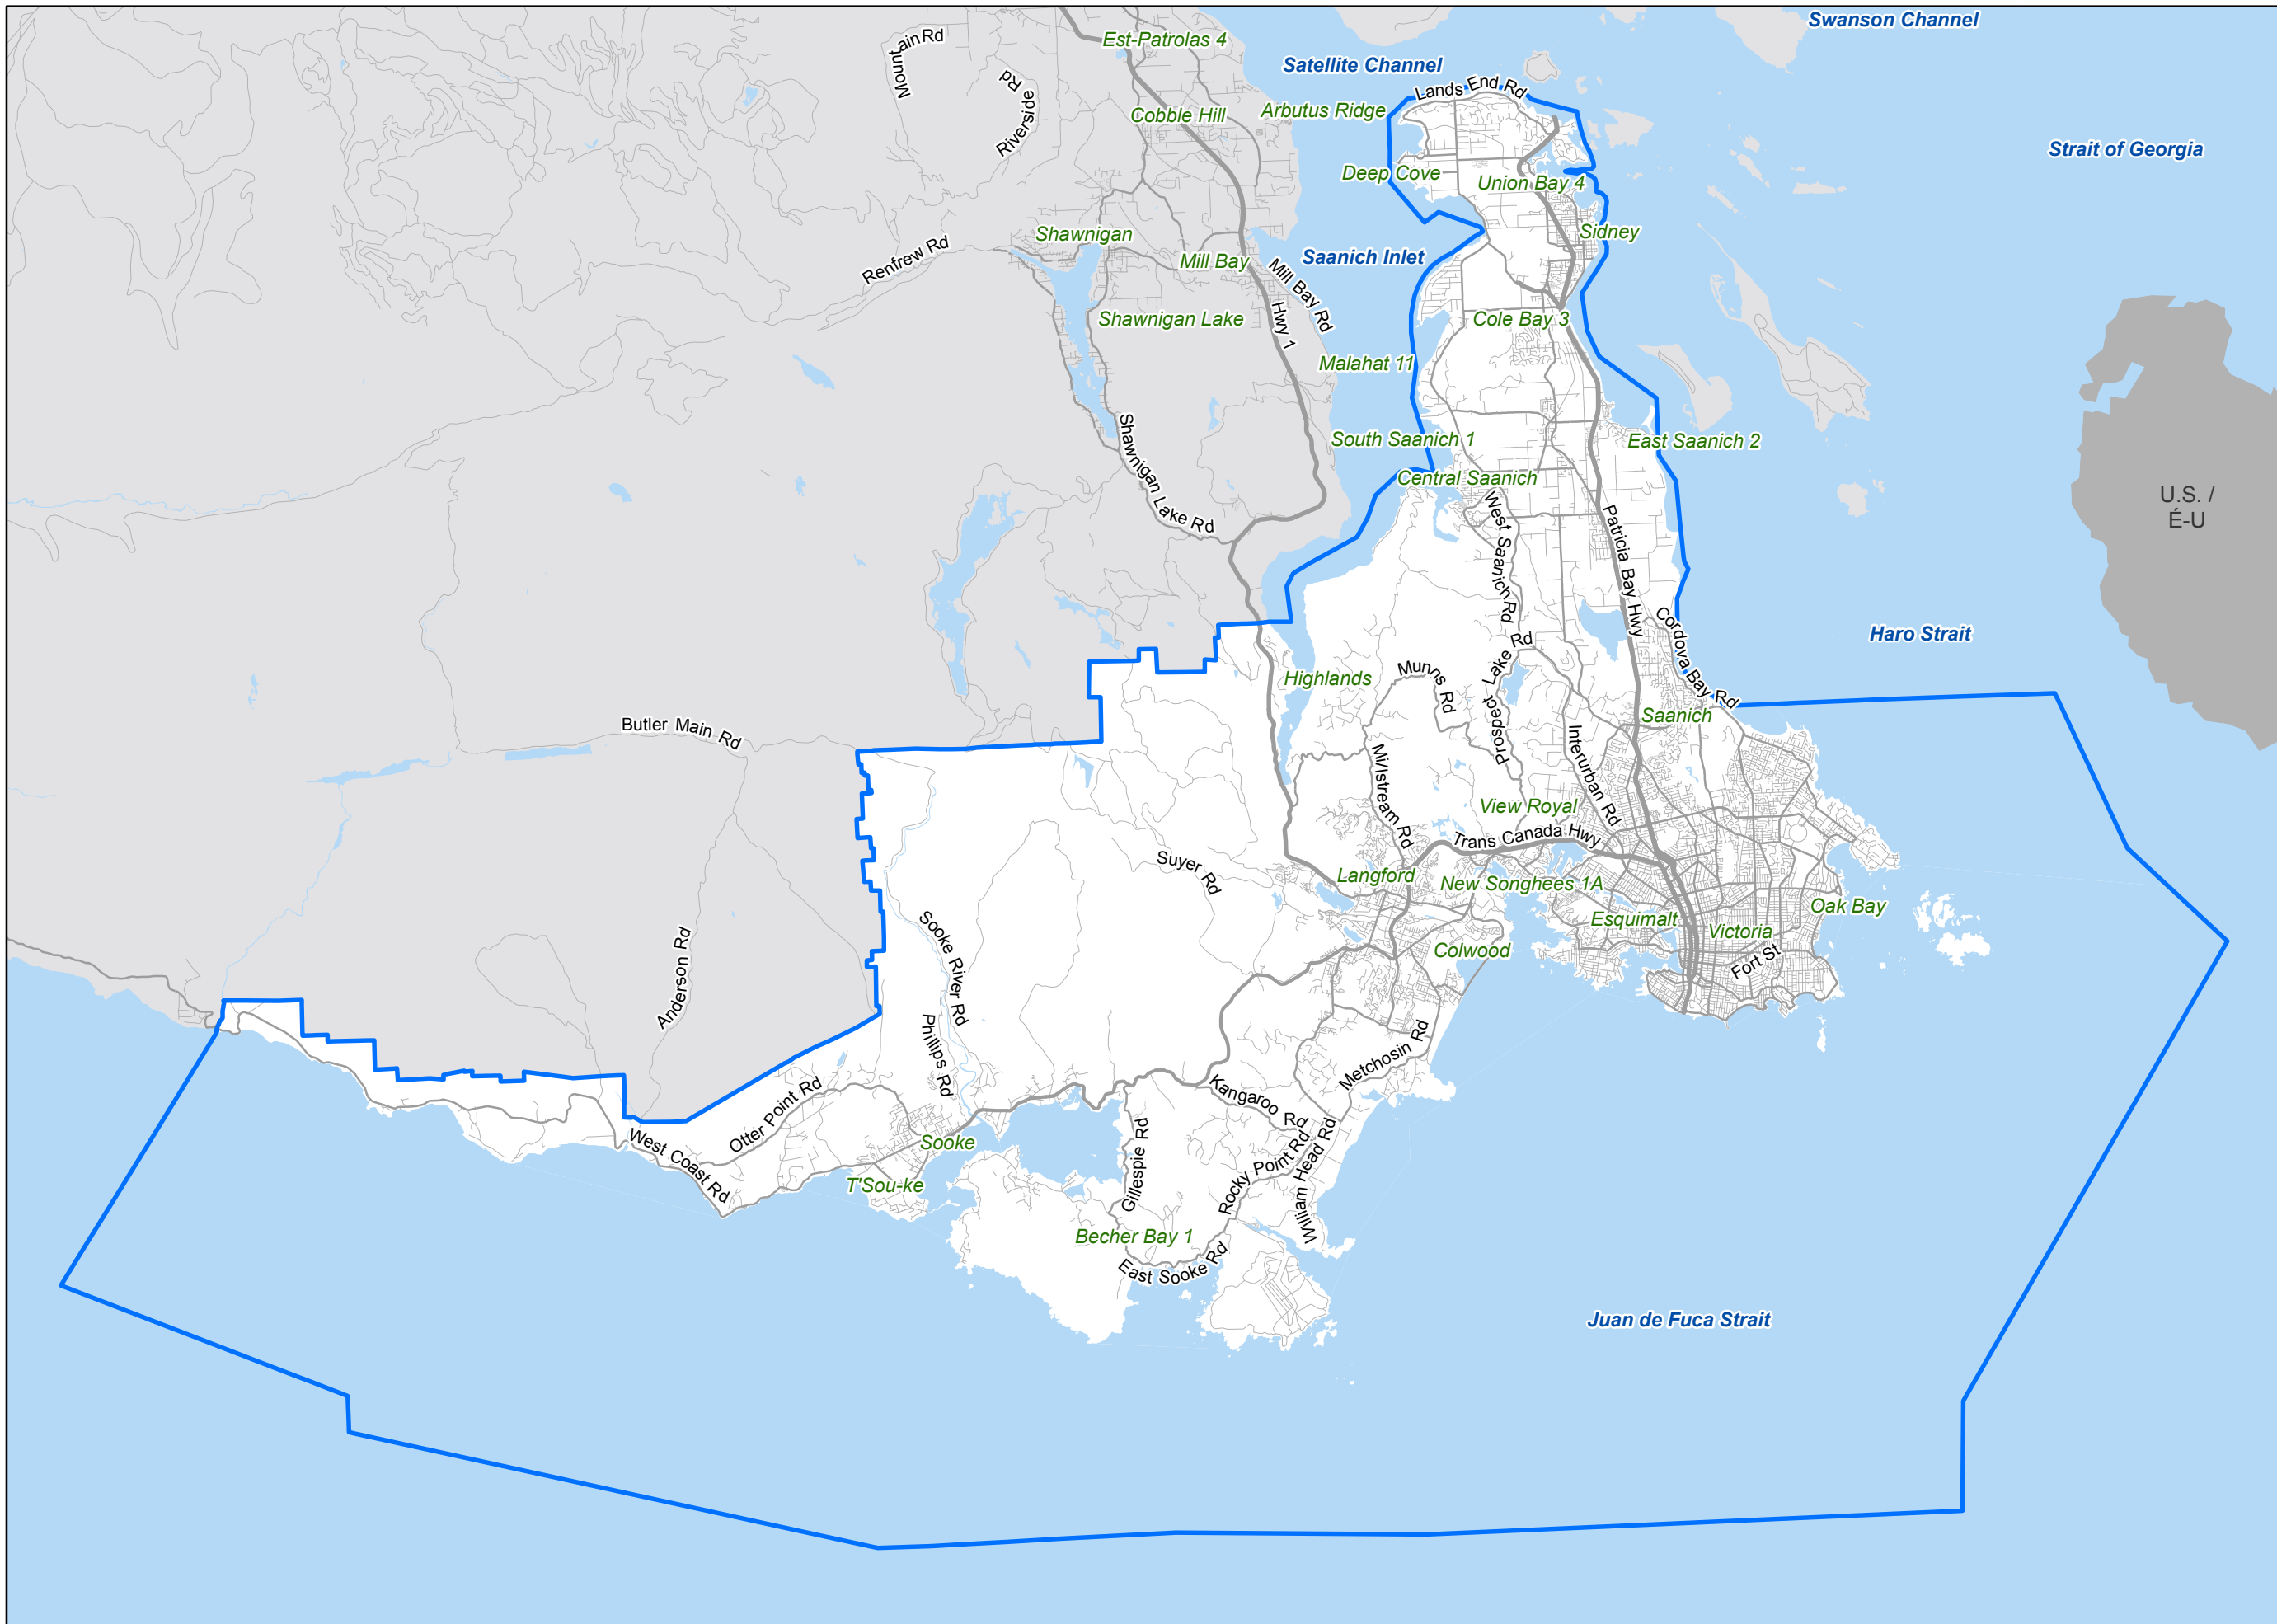 Swanson Channel
Mountain Rd
Est-Patrolas 4
Satellite Channel
Riverside Rd
Lands End Rd
Arbutus Ridge
Cobble Hill
Strait of Georgia
Deep Cove
Union Bay 4
Shawnigan
Sidney
Renfrew Rd
Mill Bay
Saanich Inlet
Mill Bay Rd
Shawnigan Lake
Hwy 1
Cole Bay 3
Malahat 11
South Saanich 1
East Saanich 2
Shawnigan Lake Rd
Central Saanich
U.S. /
É-U
West Saanich Rd
Patricia Bay Hwy
Cordova Bay Rd
Haro Strait
Highlands
Munns Rd
Prospect Lake Rd
Saanich
Butler Main Rd
Interurban Rd
Mi/lstream Rd
View Royal
Trans Canada Hwy
Suyer Rd
Langford
New Songhees 1A
Oak Bay
Esquimalt
Victoria
Sooke River Rd
Colwood
Fort St
Anderson Rd
Phillips Rd
Metchosin Rd
Otter Point Rd
Kangaroo Rd
West Coast Rd
Sooke
Gillespie Rd
Rocky Point Rd
William Head Rd
T'Sou-ke
Becher Bay 1
East Sooke Rd
Juan de Fuca Strait